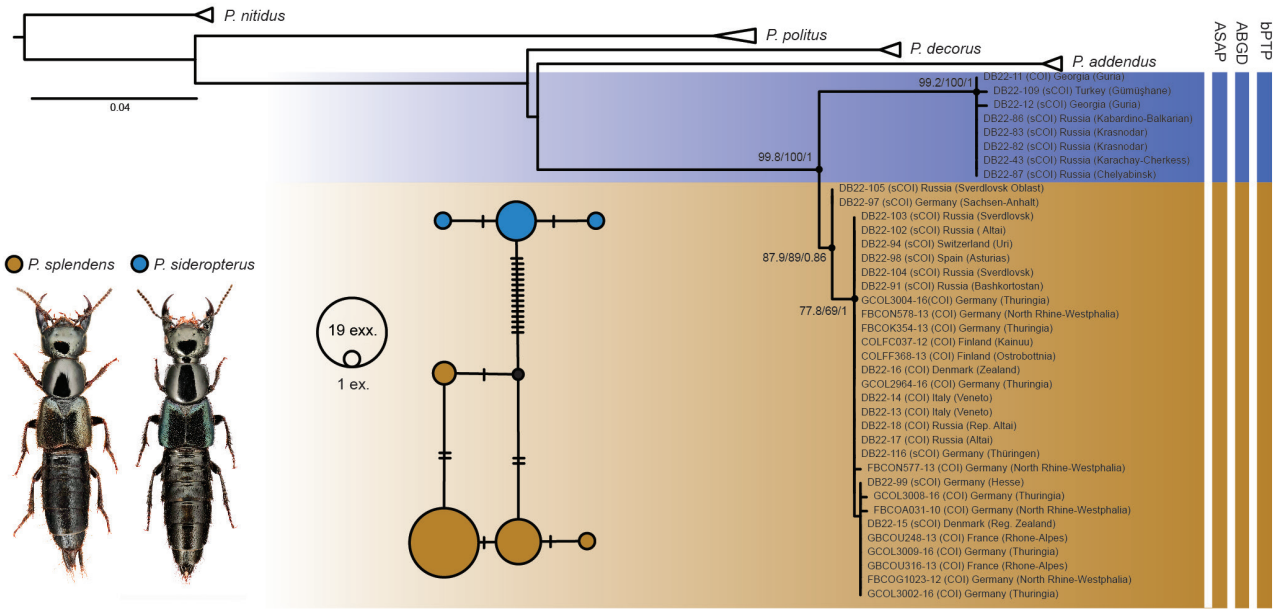 P. nitidus
P. politus
P. decorus
P. addendus
0.04
ASAP
ABGD
bPTP
99.2/100/1
DB22-11 (COI) Georgia (Guria)
DB22-109 (sCOI) Turkey (Gümüşhane)
DB22-12 (sCOI) Georgia (Guria)
DB22-86 (sCOI) Russia (Kabardino-Balkarian)
DB22-83 (sCOI) Russia (Krasnodar)
DB22-82 (sCOI) Russia (Krasnodar)
DB22-43 (sCOI) Russia (Karachay-Cherkess)
DB22-87 (sCOI) Russia (Chelyabinsk)
99.8/100/1
DB22-105 (sCOI) Russia (Sverdlovsk Oblast)
DB22-97 (sCOI) Germany (Sachsen-Anhalt)
DB22-103 (sCOI) Russia (Sverdlovsk)
DB22-102 (sCOI) Russia ( Altai)
DB22-94 (sCOI) Switzerland (Uri)
87.9/89/0.86
DB22-98 (sCOI) Spain (Asturias)
DB22-104 (sCOI) Russia (Sverdlovsk)
DB22-91 (sCOI) Russia (Bashkortostan)
GCOL3004-16(COI) Germany (Thuringia)
77.8/69/1
FBCON578-13 (COI) Germany (North Rhine-Westphalia)
FBCOK354-13 (COI) Germany (Thuringia)
COLFC037-12 (COI) Finland (Kainuu)
COLFF368-13 (COI) Finland (Ostrobottnia)
DB22-16 (COI) Denmark (Zealand)
GCOL2964-16 (COI) Germany (Thuringia)
DB22-14 (COI) Italy (Veneto)
DB22-13 (COI) Italy (Veneto)
DB22-18 (COI) Russia (Rep. Altai)
DB22-17 (COI) Russia (Altai)
DB22-116 (sCOI) Germany (Thüringen)
FBCON577-13 (COI) Germany (North Rhine-Westphalia)
DB22-99 (sCOI) Germany (Hesse)
GCOL3008-16 (COI) Germany (Thuringia)
FBCOA031-10 (COI) Germany (North Rhine-Westphalia)
DB22-15 (sCOI) Denmark (Reg. Zealand)
GBCOU248-13 (COI) France (Rhone-Alpes)
GCOL3009-16 (COI) Germany (Thuringia)
GBCOU316-13 (COI) France (Rhone-Alpes)
FBCOG1023-12 (COI) Germany (North Rhine-Westphalia)
GCOL3002-16 (COI) Germany (Thuringia)
P. splendens
P. sideropterus
19 exx.
1 ex.